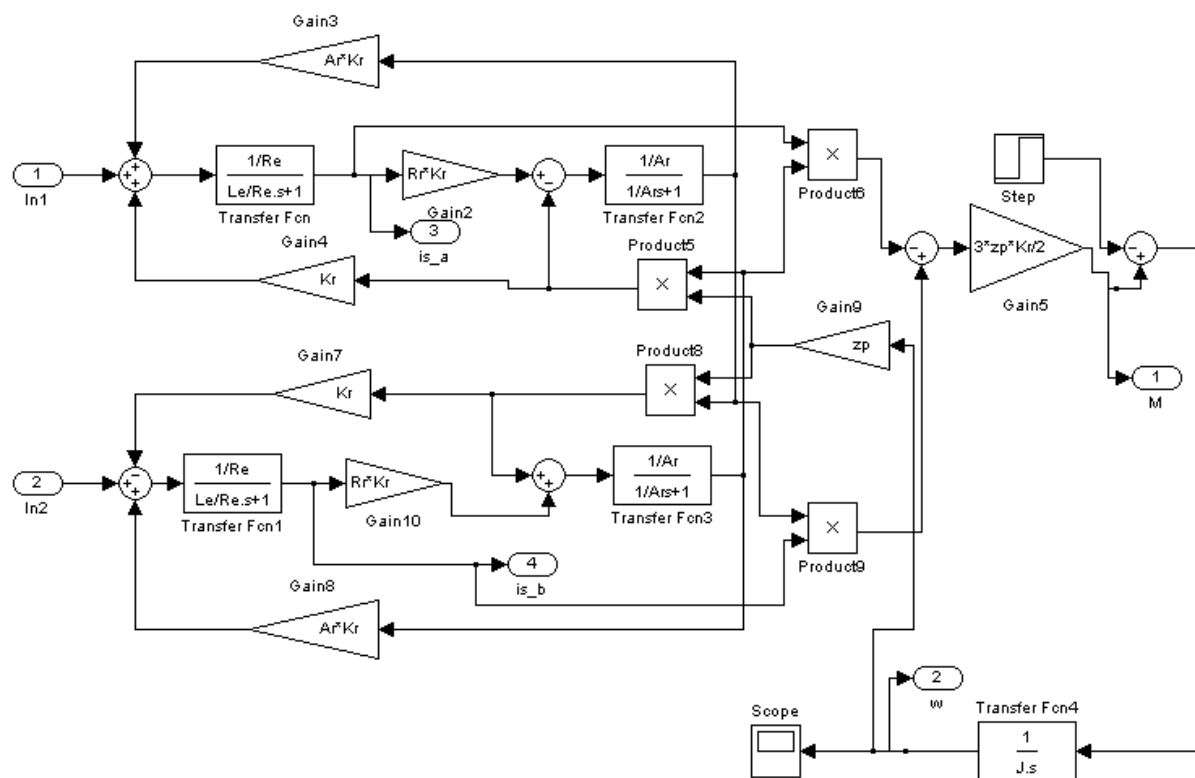 Gain3
Ar*Kr
1
In1
+
+
+
1/Re
Le/Re.s+1
Transfer Fcn
Rr*Kr
Gain2
+
−
1/Ar
1/Ars+1
Transfer Fcn2
×
Product6
Step
3
is_a
Gain4
Kr
Product5
×
−
+
3*zp*Kr/2
Gain5
−
+
Gain9
zp
Gain7
Kr
Product8
×
1
M
2
In2
−
+
+
1/Re
Le/Re.s+1
Transfer Fcn1
Rr*Kr
Gain10
+
+
1/Ar
1/Ars+1
Transfer Fcn3
×
Product9
4
is_b
Gain8
Ar*Kr
2
w
Scope
Transfer Fcn4
1
J.s